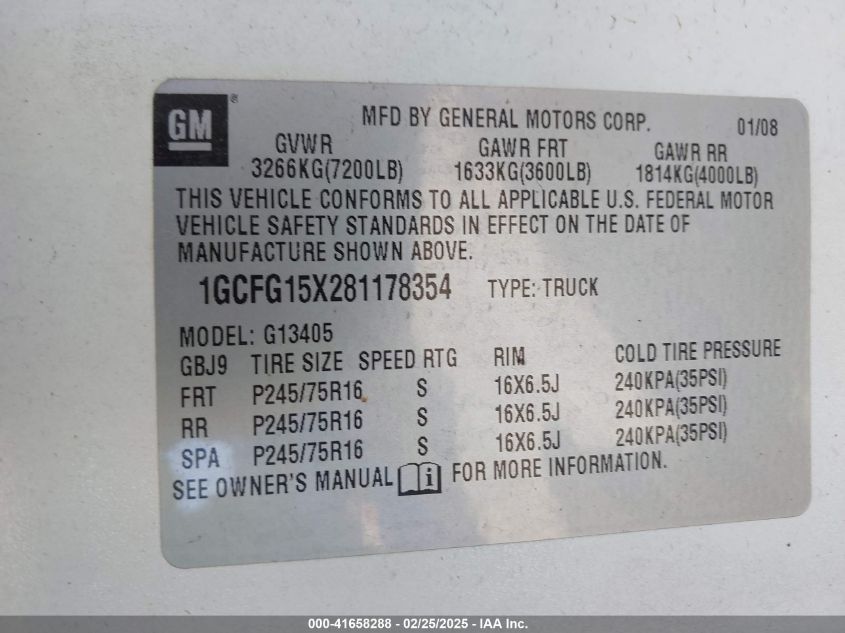 GM ®
MFD BY GENERAL MOTORS CORP. 01/08
GVWR GAWR FRT GAWR RR
3266KG(7200LB) 1633KG(3600LB) 1814KG(4000LB)
THIS VEHICLE CONFORMS TO ALL APPLICABLE U.S. FEDERAL MOTOR
VEHICLE SAFETY STANDARDS IN EFFECT ON THE DATE OF
MANUFACTURE SHOWN ABOVE.
1GCFG15X281178354 TYPE: TRUCK
MODEL: G13405
GBJ9 TIRE SIZE SPEED RTG RIM COLD TIRE PRESSURE
FRT P245/75R16 S 16X6.5J 240KPA(35PSI)
RR P245/75R16 S 16X6.5J 240KPA(35PSI)
SPA P245/75R16 S 16X6.5J 240KPA(35PSI)
SEE OWNER'S MANUAL i FOR MORE INFORMATION.
000-41658288 - 02/25/2025 - IAA, Inc.